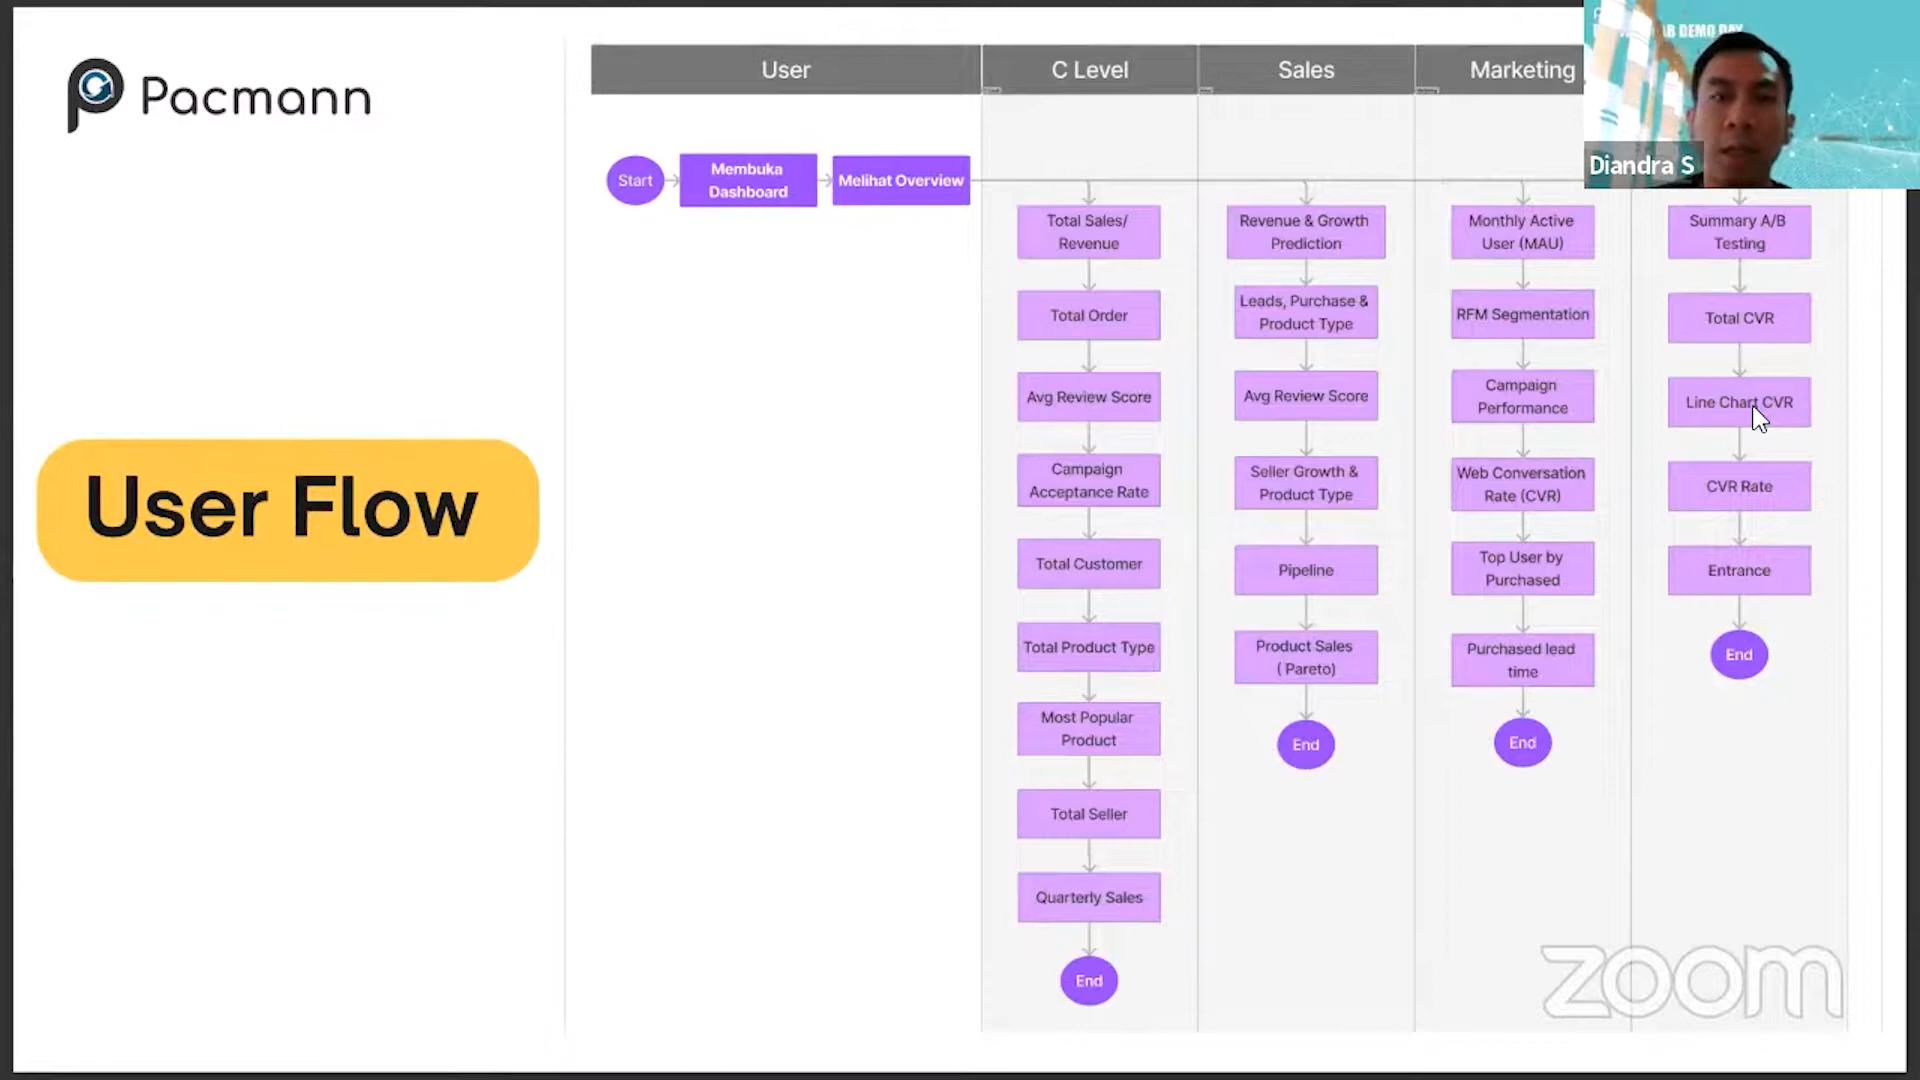 Pacmann
User Flow
User
C Level
Sales
Marketing
AB DEMO DAY
Diandra S
Start
Membuka
Dashboard
Melihat Overview
Total Sales/
Revenue
Total Order
Avg Review Score
Campaign
Acceptance Rate
Total Customer
Total Product Type
Most Popular
Product
Total Seller
Quarterly Sales
End
Revenue & Growth
Prediction
Leads, Purchase &
Product Type
Avg Review Score
Seller Growth &
Product Type
Pipeline
Product Sales
( Pareto)
End
Monthly Active
User (MAU)
RFM Segmentation
Campaign
Performance
Web Conversation
Rate (CVR)
Top User by
Purchased
Purchased lead
time
End
Summary A/B
Testing
Total CVR
Line Chart CVR
CVR Rate
Entrance
End
zoom